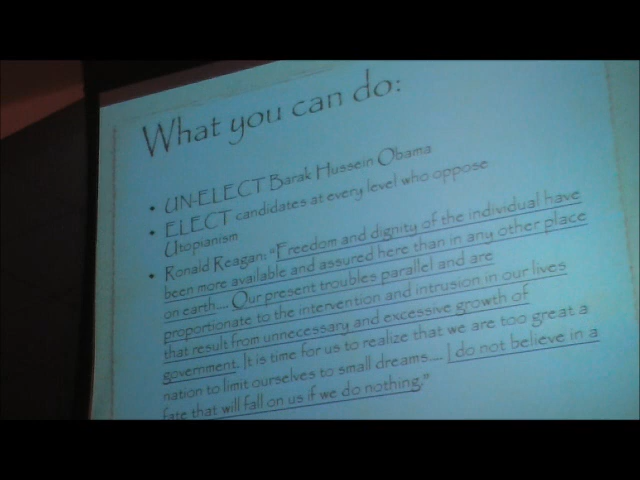 What you can do:
• UN-ELECT Barak Hussein Obama
• ELECT candidates at every level who oppose
Utopianism
• Ronald Reagan: "Freedom and dignity of the individual have
been more available and assured here than in any other place
on earth.... Our present troubles parallel and are
proportionate to the intervention and intrusion in our lives
that result from unnecessary and excessive growth of
government. It is time for us to realize that we are too great a
nation to limit ourselves to small dreams.... I do not believe in a
fate that will fall on us if we do nothing."